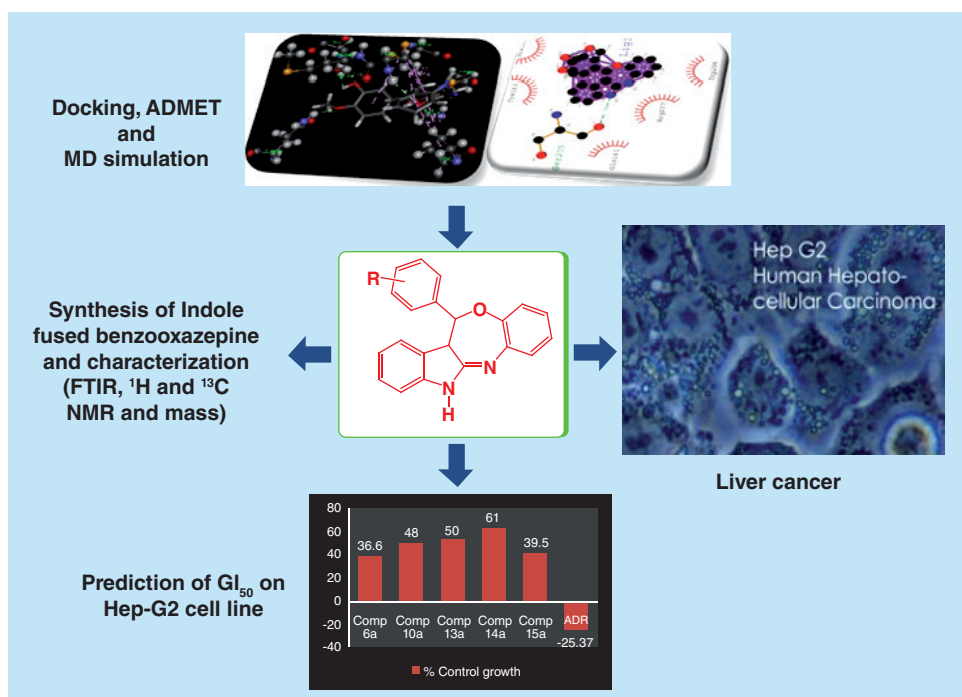 Docking, ADMET
and
MD simulation
R
O
N
N
H
Synthesis of Indole
fused benzooxazepine
and characterization
(FTIR, ¹H and ¹³C
NMR and mass)
Hep G2
Human Hepato-
cellular Carcinoma
Liver cancer
Prediction of GI₅₀ on
Hep-G2 cell line
80
60
40
20
0
-20
-40
36.6
48
50
61
39.5
-25.37
Comp 6a
Comp 10a
Comp 13a
Comp 14a
Comp 15a
ADR
% Control growth